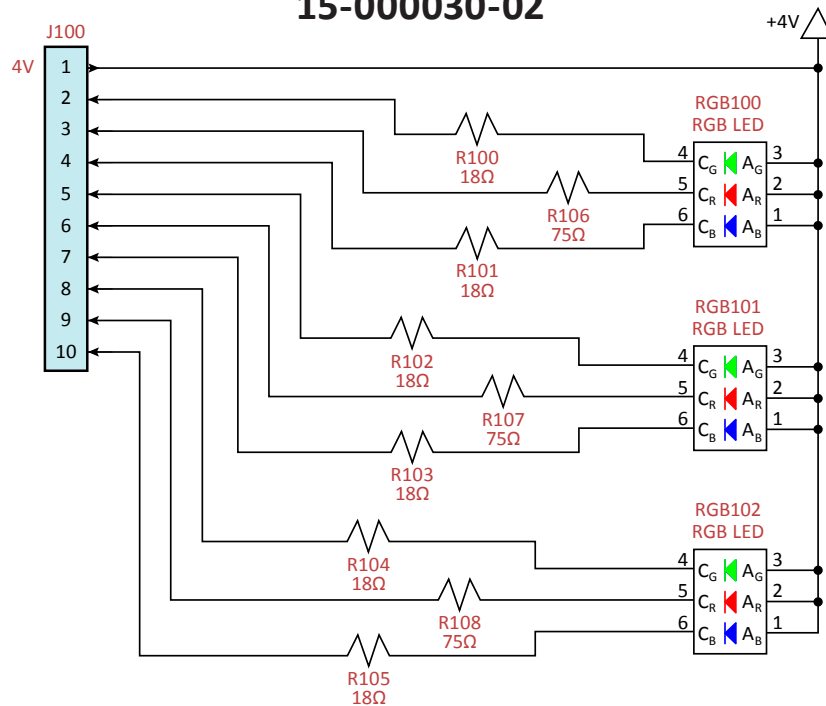 15-000030-02
+4V
J100
4V
1
2
3
4
5
6
7
8
9
10
R100
18Ω
R106
75Ω
R101
18Ω
RGB100
RGB LED
4 CG AG 3
5 CR AR 2
6 CB AB 1
R102
18Ω
R107
75Ω
R103
18Ω
RGB101
RGB LED
4 CG AG 3
5 CR AR 2
6 CB AB 1
R104
18Ω
R108
75Ω
R105
18Ω
RGB102
RGB LED
4 CG AG 3
5 CR AR 2
6 CB AB 1